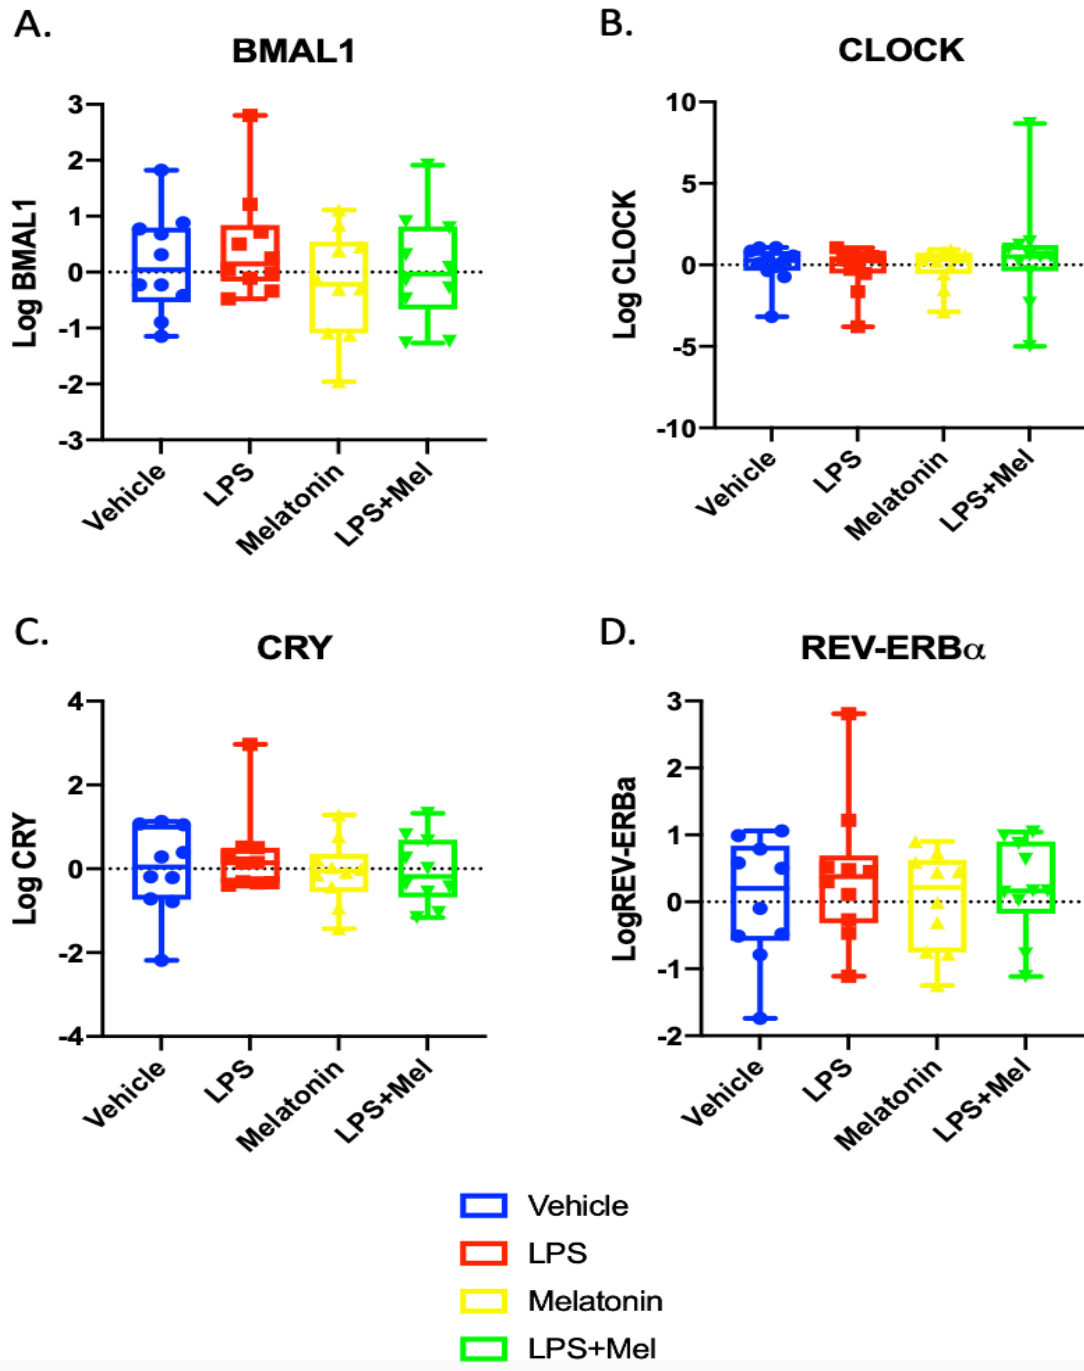 A.
BMAL1
3
2
1
0
-1
-2
-3
Log BMAL1
Vehicle
LPS
Melatonin
LPS+Mel
B.
CLOCK
10
5
0
-5
-10
Log CLOCK
Vehicle
LPS
Melatonin
LPS+Mel
C.
CRY
4
2
0
-2
-4
Log CRY
Vehicle
LPS
Melatonin
LPS+Mel
D.
REV-ERBα
3
2
1
0
-1
-2
LogREV-ERBa
Vehicle
LPS
Melatonin
LPS+Mel
Vehicle
LPS
Melatonin
LPS+Mel